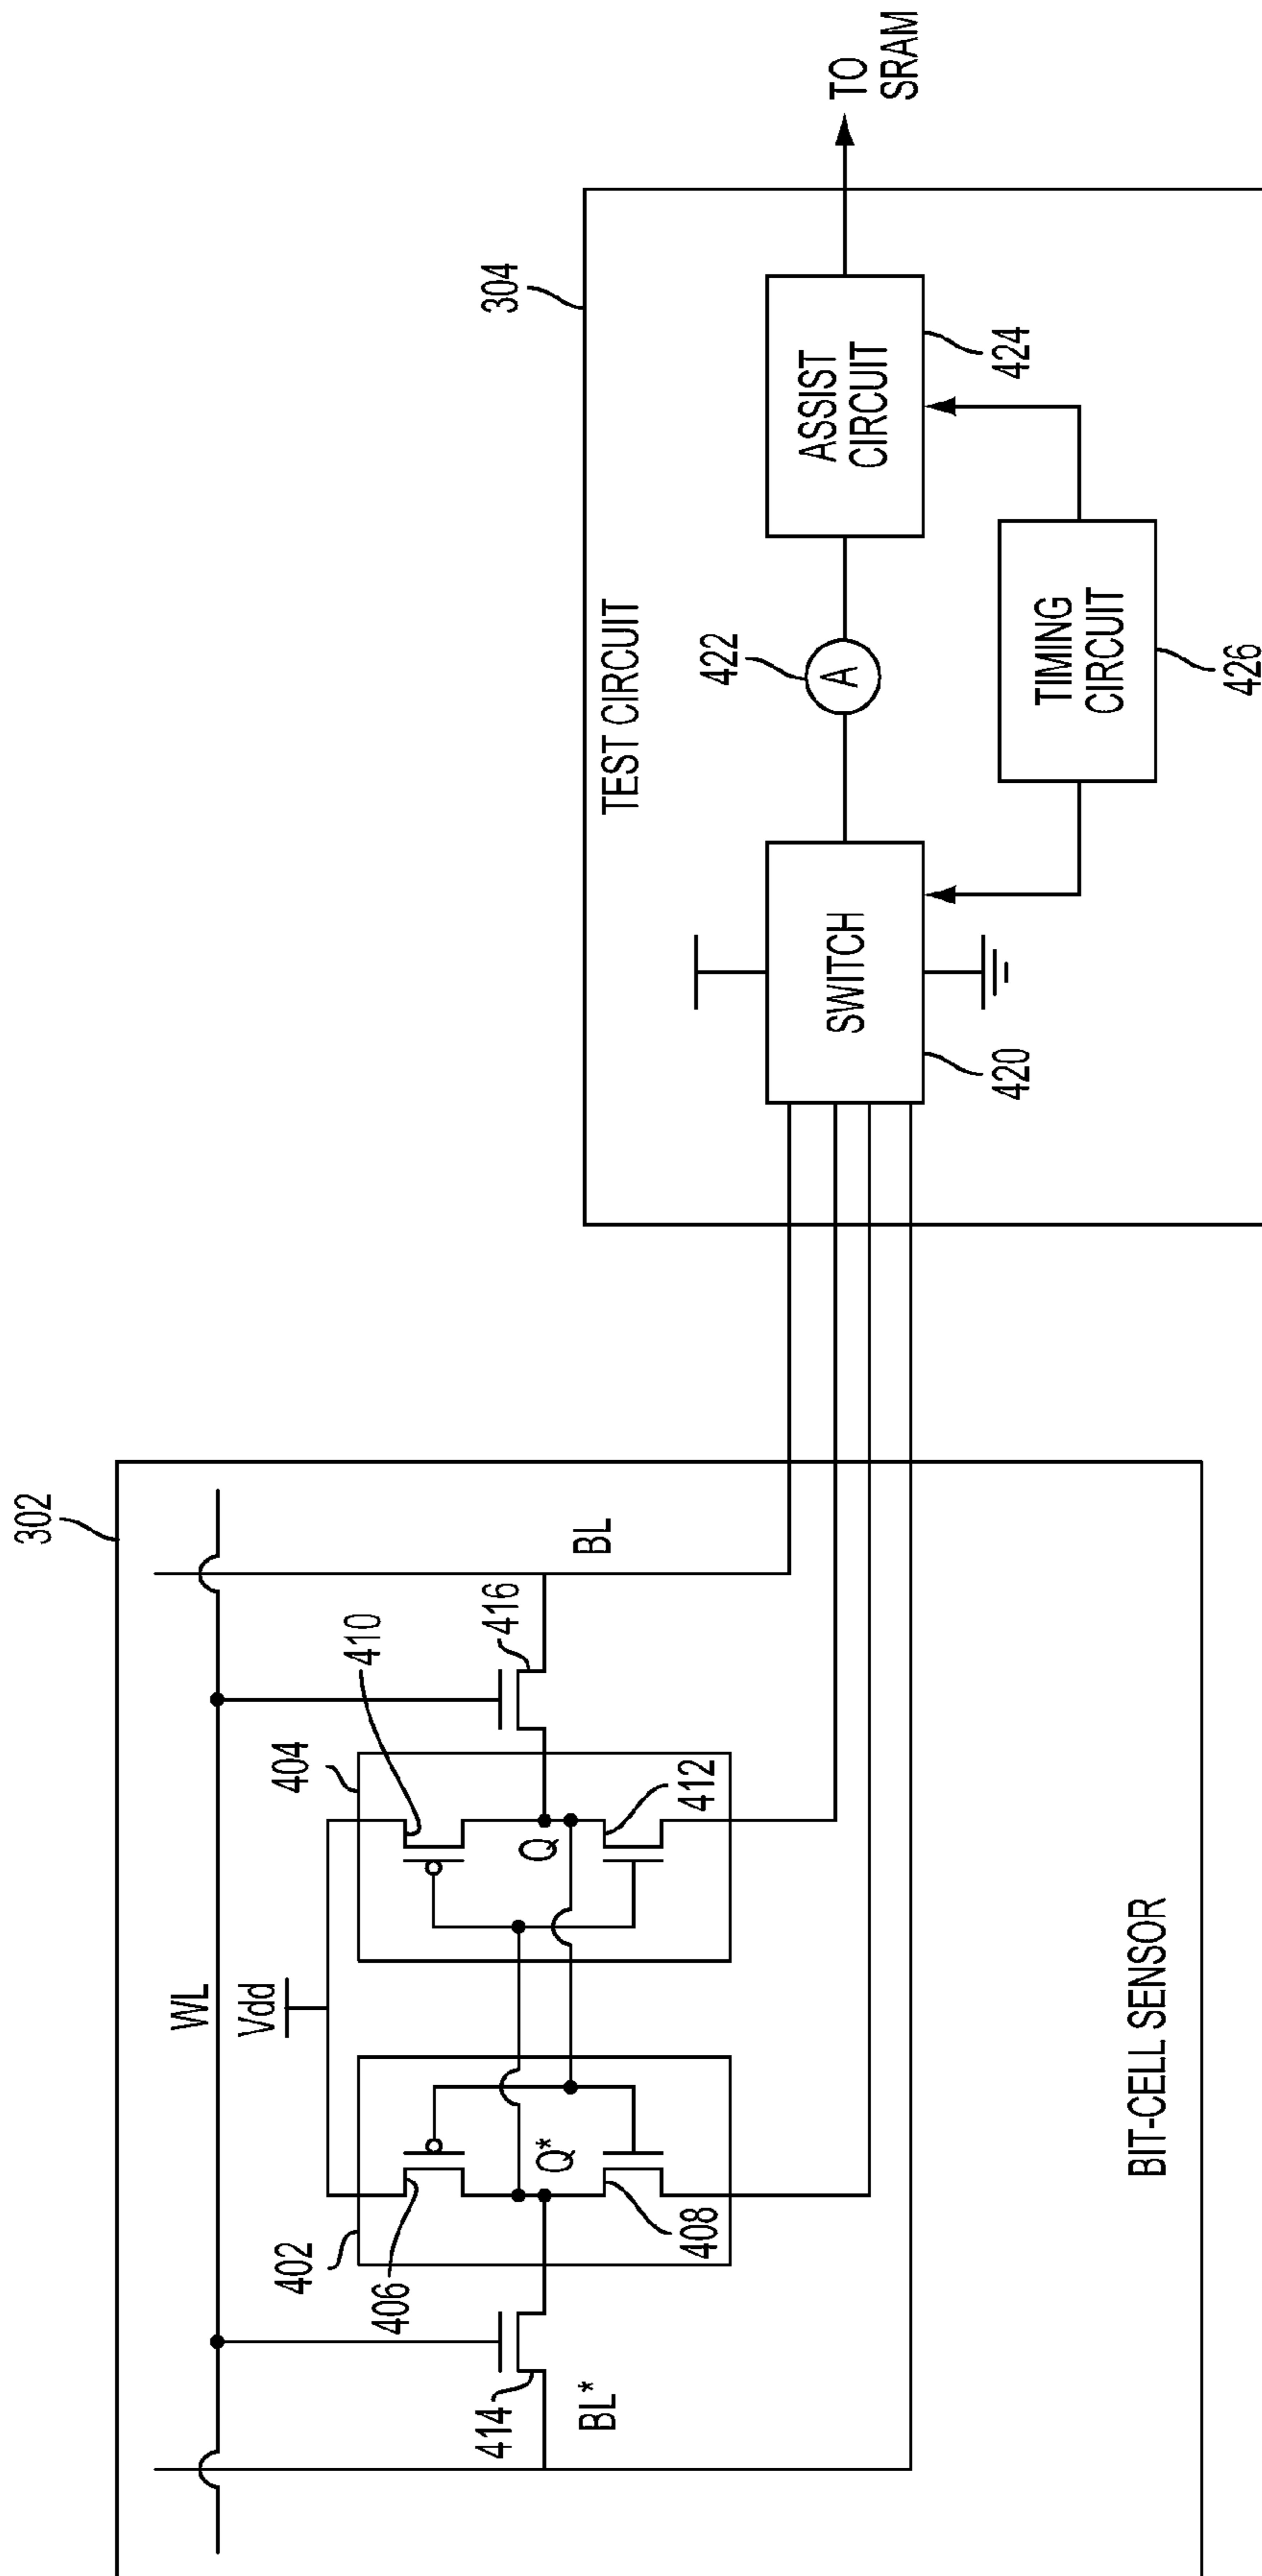 302
WL
Vdd
402
404
406
410
Q*
Q
408
412
414
416
BL*
BL
BIT-CELL SENSOR
304
TEST CIRCUIT
SWITCH
420
422
A
ASSIST
CIRCUIT
424
TIMING
CIRCUIT
426
TO
SRAM